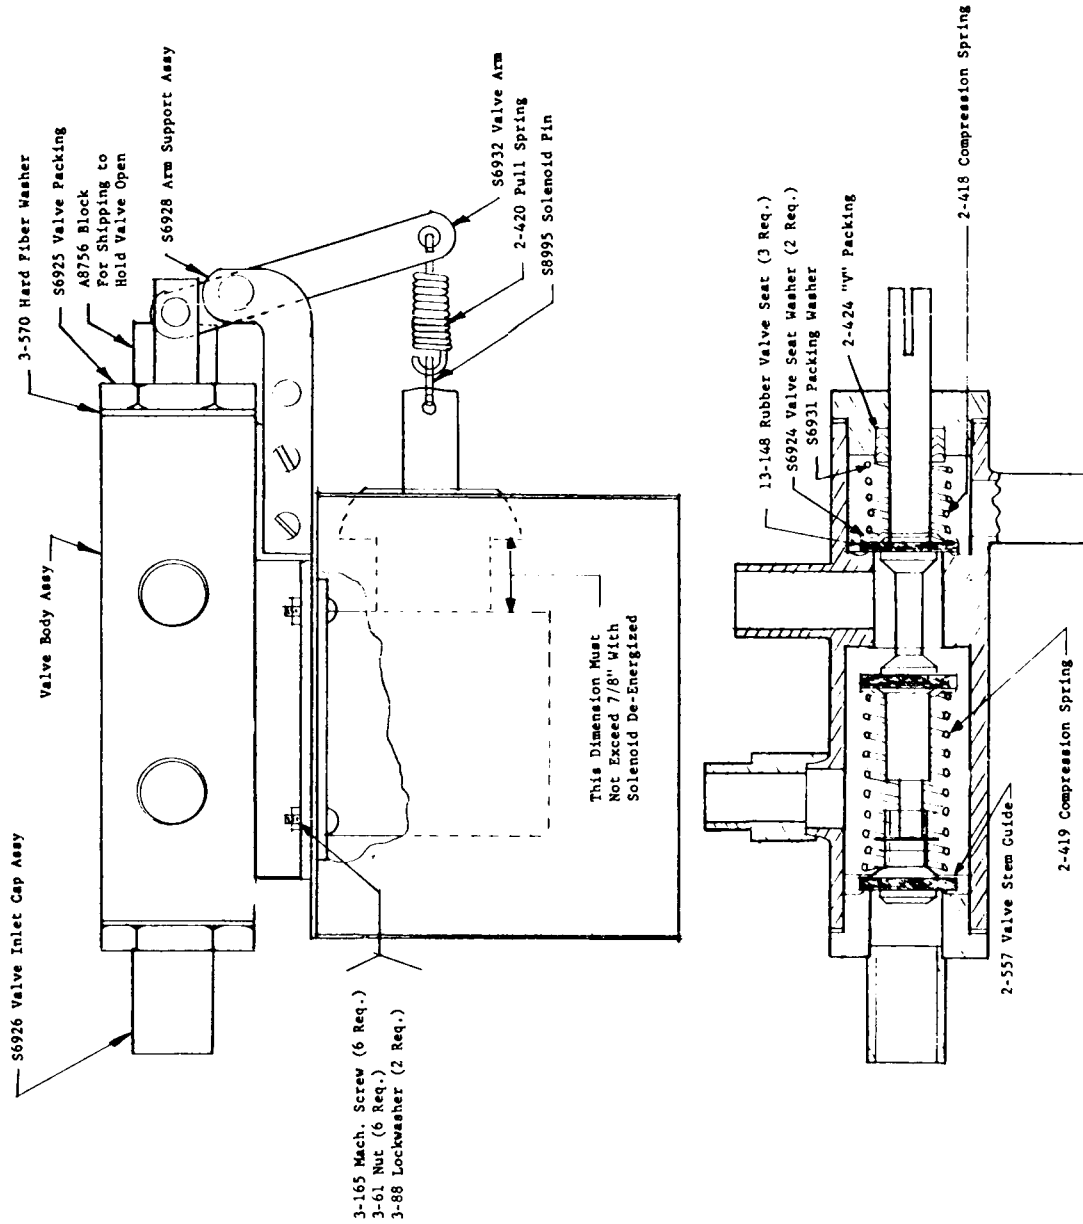 S6926 Valve Inlet Cap Assy
Valve Body Assy
3-570 Hard Fiber Washer
S6925 Valve Packing
A8756 Block
For Shipping to
Hold Valve Open
S6928 Arm Support Assy
S6932 Valve Arm
2-420 Pull Spring
S8995 Solenoid Pin
This Dimension Must
Not Exceed 7/8" With
Solenoid De-Energized
3-165 Mach. Screw (6 Req.)
3-61 Nut (6 Req.)
3-88 Lockwasher (2 Req.)
13-148 Rubber Valve Seat (3 Req.)
S6924 Valve Seat Washer (2 Req.)
S6931 Packing Washer
2-424 "V" Packing
2-418 Compression Spring
2-557 Valve Stem Guide
2-419 Compression Spring